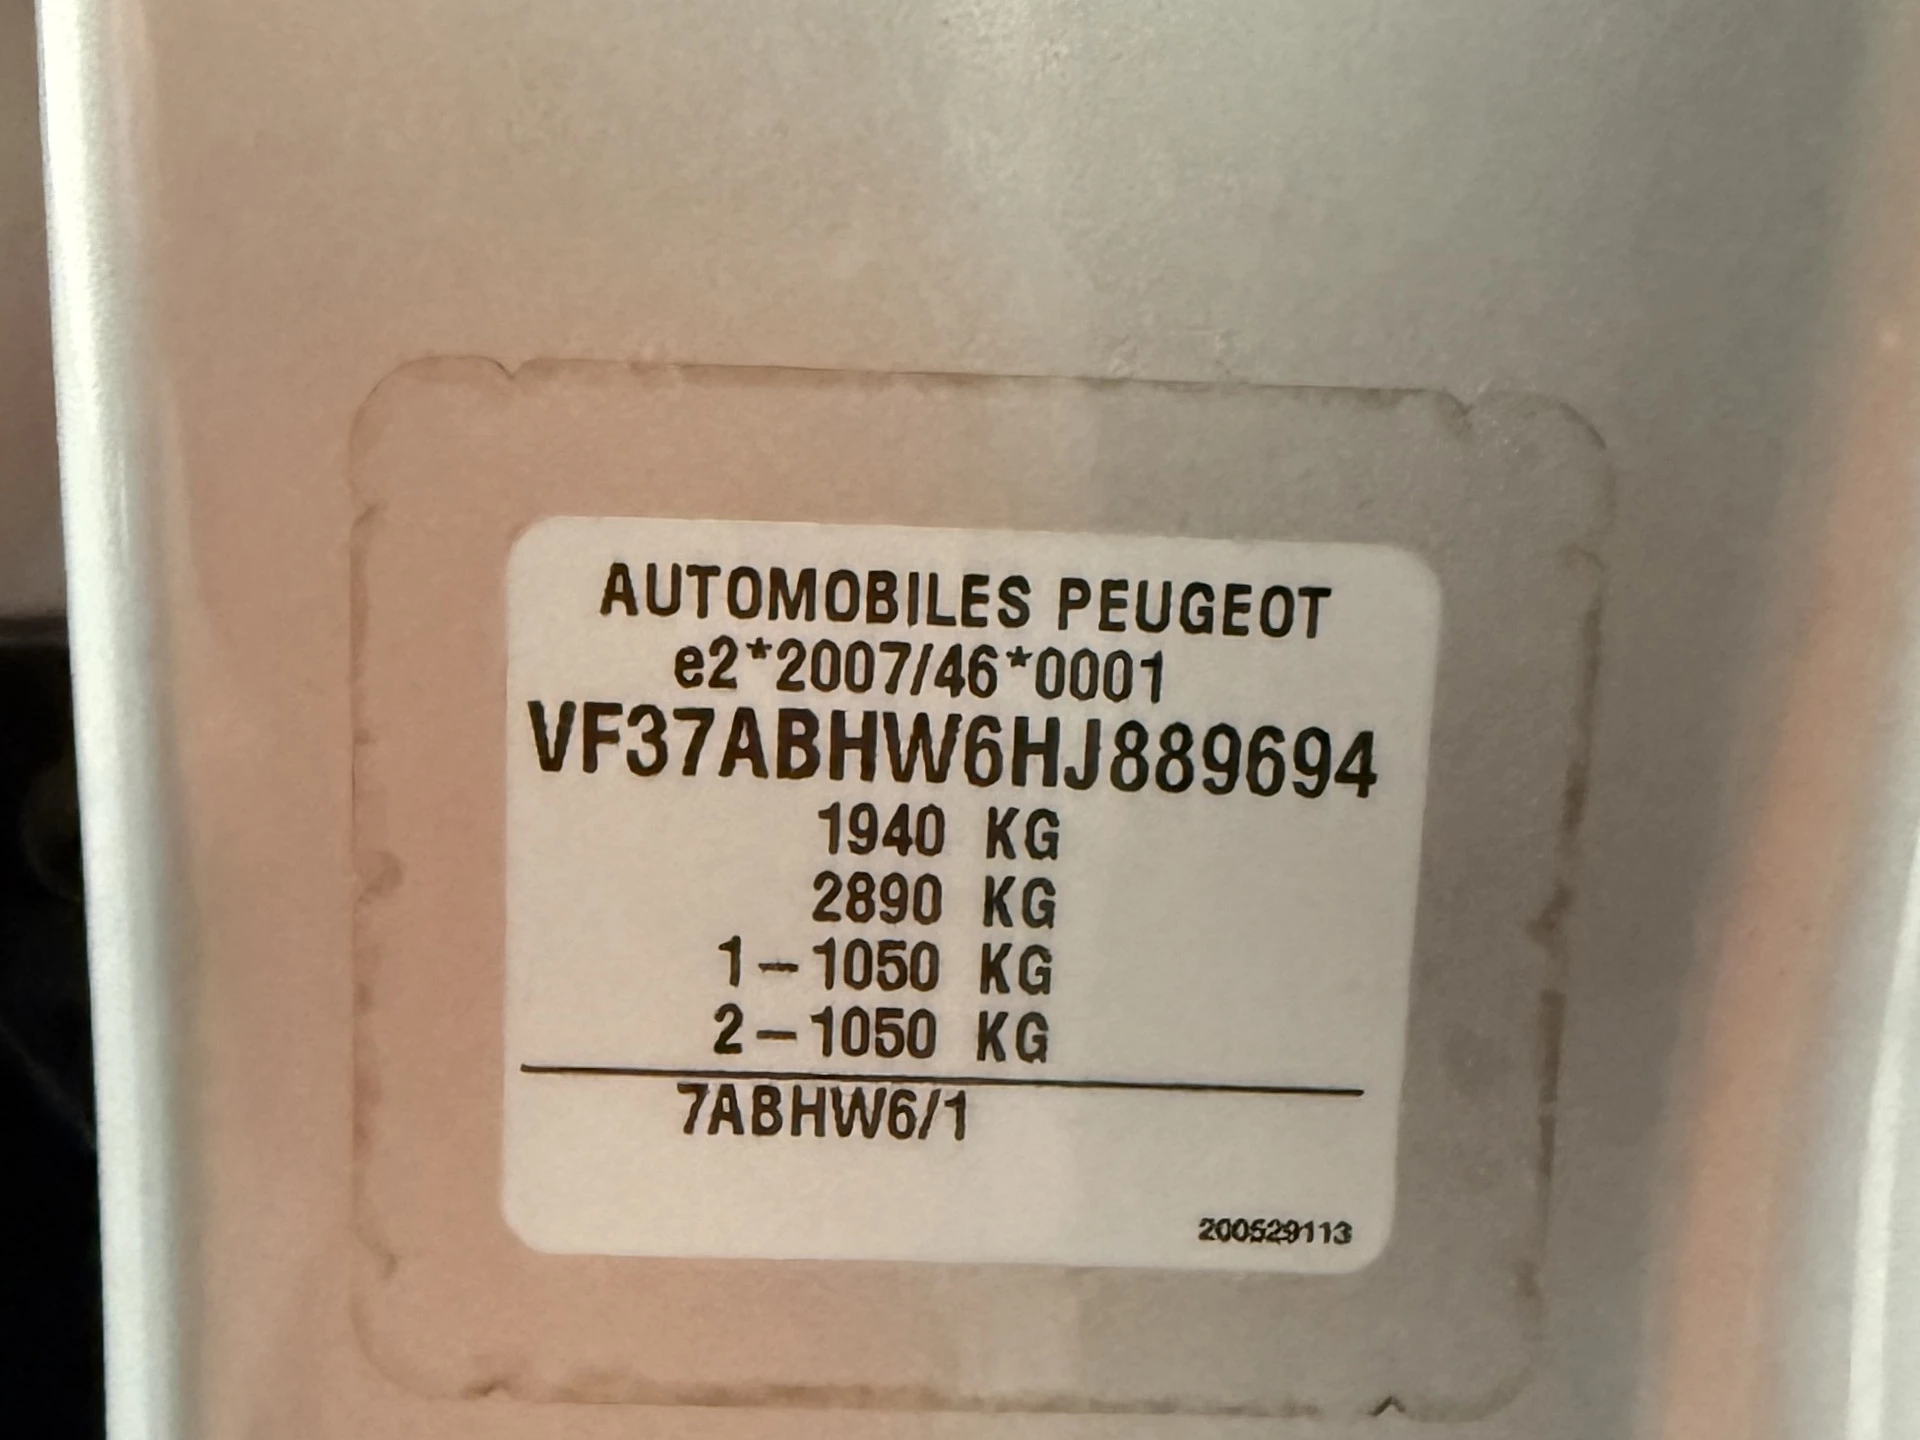 AUTOMOBILES PEUGEOT
e2*2007/46*0001
VF37ABHW6HJ889694
1940 KG
2890 KG
1-1050 KG
2-1050 KG
7ABHW6/1
200529113